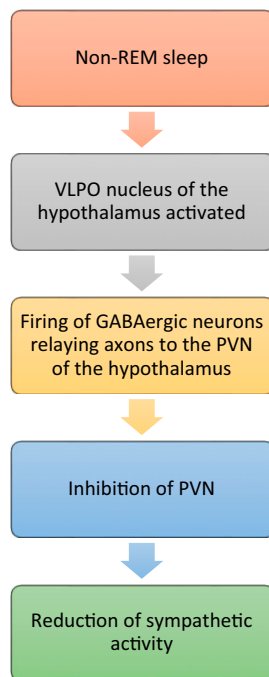 Non-REM sleep
VLPO nucleus of the
hypothalamus activated
Firing of GABAergic neurons
relaying axons to the PVN
of the hypothalamus
Inhibition of PVN
Reduction of sympathetic
activity